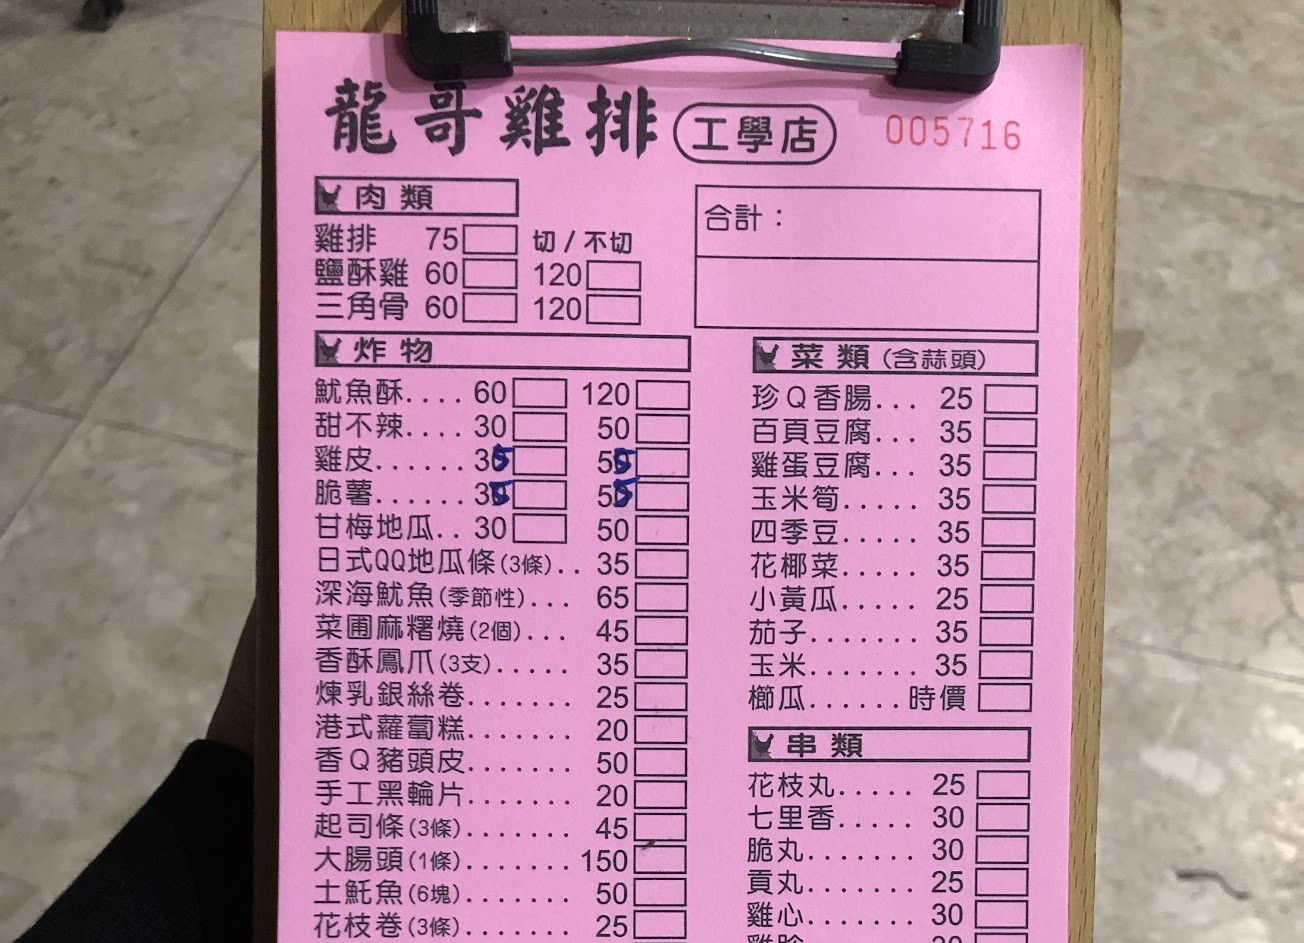 龍哥雞排 工學店 005716
肉類
雞排 75 切/不切
鹽酥雞 60 120
三角骨 60 120
合計：
炸物
魷魚酥.... 60 120
甜不辣.... 30 50
雞皮...... 35 55
脆薯...... 35 55
甘梅地瓜.. 30 50
日式QQ地瓜條(3條).. 35
深海魷魚(季節性)... 65
菜圃麻糬燒(2個)... 45
香酥鳳爪(3支)..... 35
煉乳銀絲卷....... 25
港式蘿蔔糕....... 20
香Q豬頭皮....... 50
手工黑輪片....... 20
起司條(3條)....... 45
大腸頭(1條)....... 150
土魠魚(6塊)....... 50
花枝卷(3條)....... 25
菜類(含蒜頭)
珍Q香腸... 25
百頁豆腐... 35
雞蛋豆腐... 35
玉米筍..... 35
四季豆..... 35
花椰菜..... 35
小黃瓜..... 25
茄子....... 35
玉米....... 35
櫛瓜...... 時價
串類
花枝丸..... 25
七里香..... 30
脆丸....... 30
貢丸....... 25
雞心....... 30